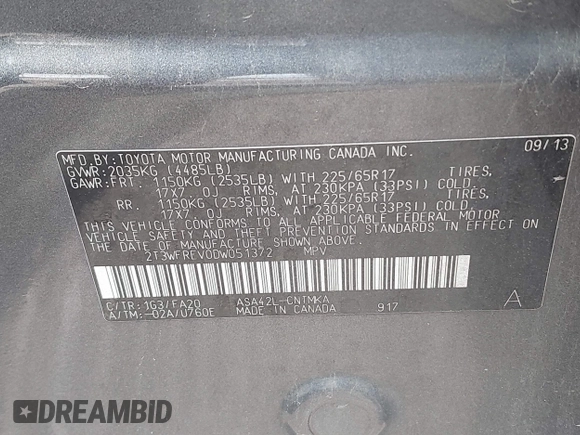 MFD.BY:TOYOTA MOTOR MANUFACTURING CANADA INC. 09/13
GVWR:2035KG (4485LB)
GAWR:FRT. 1150KG (2535LB) WITH 225/65R17 TIRES,
17X7.0J RIMS, AT 230KPA (33PSI) COLD.
RR. 1150KG (2535LB) WITH 225/65R17 TIRES,
17X7.0J RIMS, AT 230KPA (33PSI) COLD.
THIS VEHICLE CONFORMS TO ALL APPLICABLE FEDERAL MOTOR
VEHICLE SAFETY AND THEFT PREVENTION STANDARDS IN EFFECT ON
THE DATE OF MANUFACTURE SHOWN ABOVE.
2T3WFREV0DW051372 MPV
C/TR:1G3/FA20 ASA42L-CNTMKA
A/TM:-02A/U760E MADE IN CANADA 917 A
DREAMBID